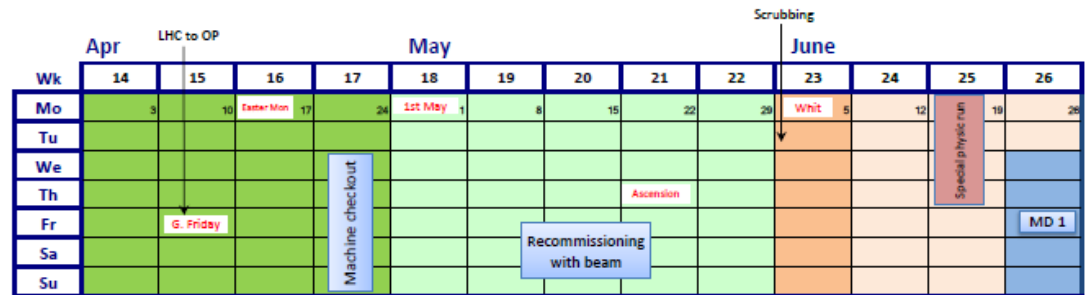 Scrubbing
LHC to OP
Apr May June
Wk 14 15 16 17 18 19 20 21 22 23 24 25 26
Mo 3 10 Easter Mon 17 24 1st May 1 8 15 22 29 Whit 5 12 19 26
Tu
We
Th Ascension
Fr G. Friday MD 1
Sa
Su
Machine checkout
Recommissioning
with beam
Special physic run